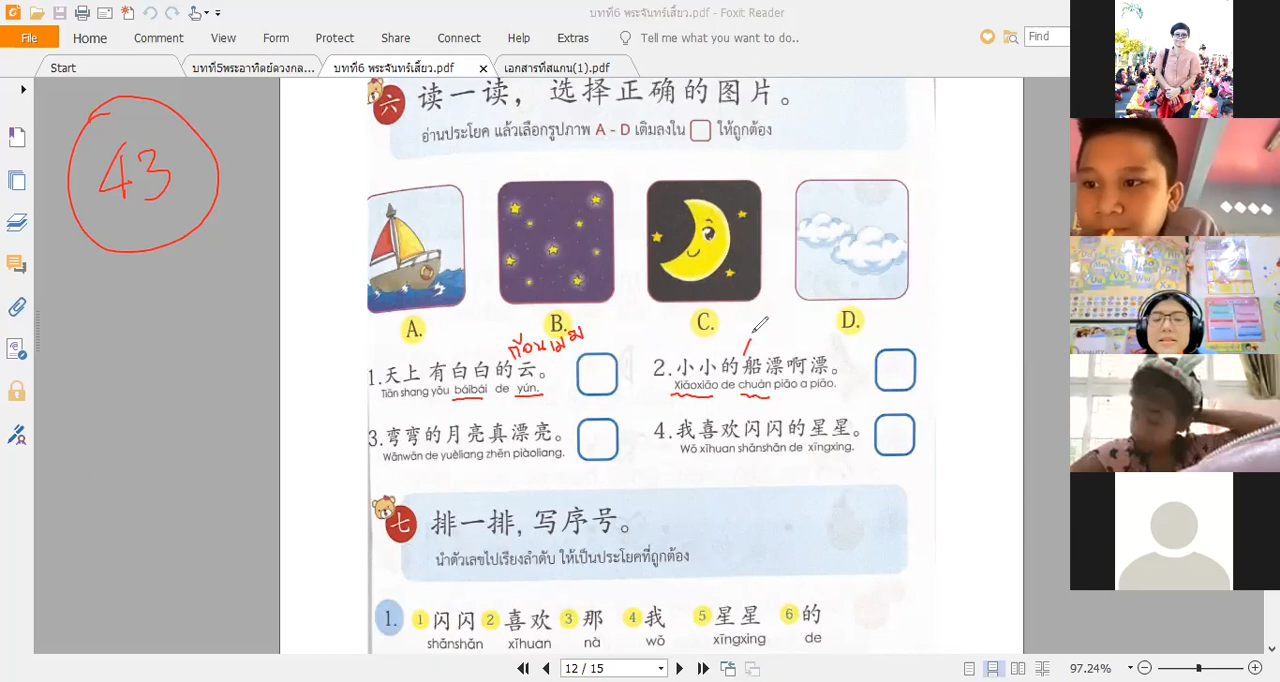 บทที่6 พระจันทร์เสี้ยว.pdf - Foxit Reader
File Home Comment View Form Protect Share Connect Help Extras Tell me what you want to do.. Find
Start บทที่5พระอาทิตย์ดวงกล... บทที่6 พระจันทร์เสี้ยว.pdf × เอกสารที่สแกน(1).pdf
43
六 读一读，选择正确的图片。
อ่านประโยค แล้วเลือกรูปภาพ A - D เติมลงใน ให้ถูกต้อง
A. B. C. D.
ก้อนเมฆ
1.天上有白白的云。
Tiān shang yǒu báibái de yún.
2.小小的船漂啊漂。
Xiǎoxiǎo de chuán piāo a piāo.
3.弯弯的月亮真漂亮。
Wānwān de yuèliang zhēn piàoliang.
4.我喜欢闪闪的星星。
Wǒ xǐhuan shǎnshǎn de xīngxing.
七 排一排，写序号。
นำตัวเลขไปเรียงลำดับ ให้เป็นประโยคที่ถูกต้อง
1. 1 闪闪 2 喜欢 3 那 4 我 5 星星 6 的
shǎnshǎn xǐhuan nà wǒ xīngxing de
12 / 15
97.24%